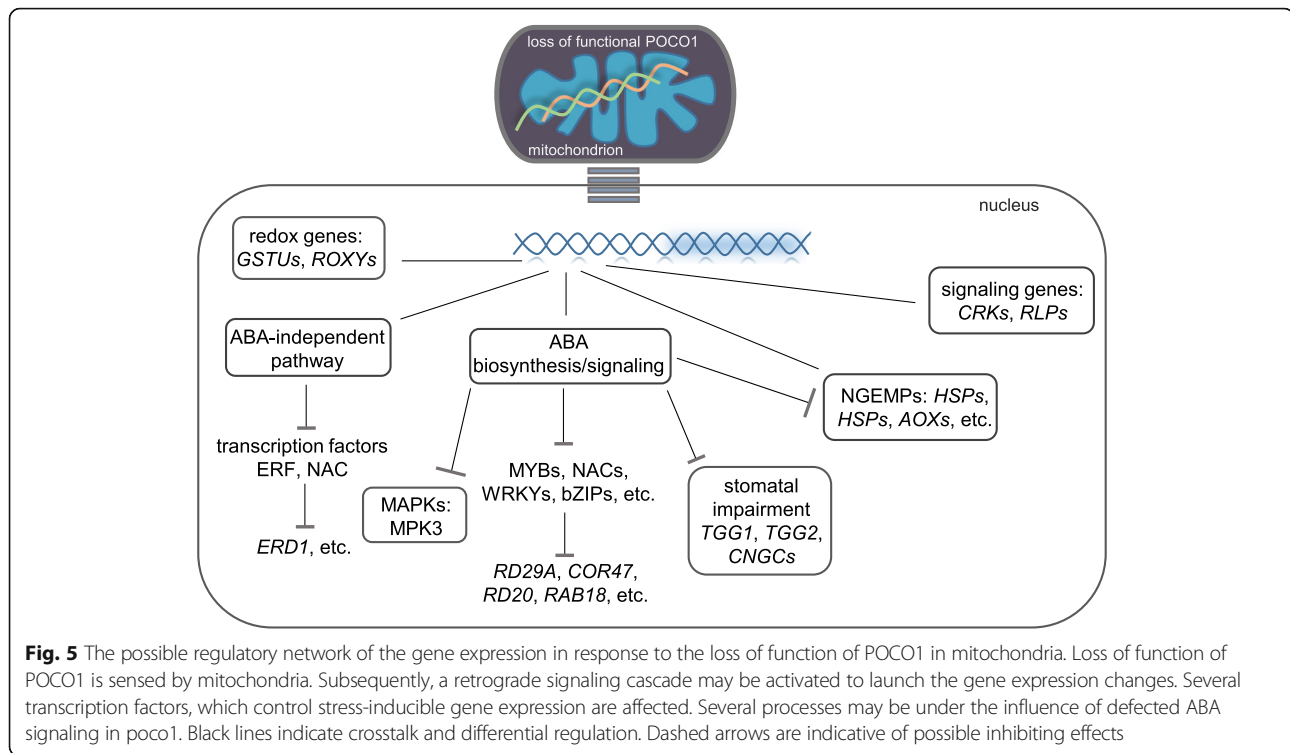 loss of functional POCO1
mitochondrion
nucleus
redox genes:
GSTUs, ROXYs
signaling genes:
CRKs, RLPs
ABA-independent
pathway
ABA
biosynthesis/signaling
NGEMPs: HSPs,
HSPs, AOXs, etc.
transcription factors
ERF, NAC
MAPKs:
MPK3
MYBs, NACs,
WRKYs, bZIPs, etc.
stomatal
impairment
TGG1, TGG2,
CNGCs
ERD1, etc.
RD29A, COR47,
RD20, RAB18, etc.
Fig. 5 The possible regulatory network of the gene expression in response to the loss of function of POCO1 in mitochondria. Loss of function of
POCO1 is sensed by mitochondria. Subsequently, a retrograde signaling cascade may be activated to launch the gene expression changes. Several
transcription factors, which control stress-inducible gene expression are affected. Several processes may be under the influence of defected ABA
signaling in poco1. Black lines indicate crosstalk and differential regulation. Dashed arrows are indicative of possible inhibiting effects